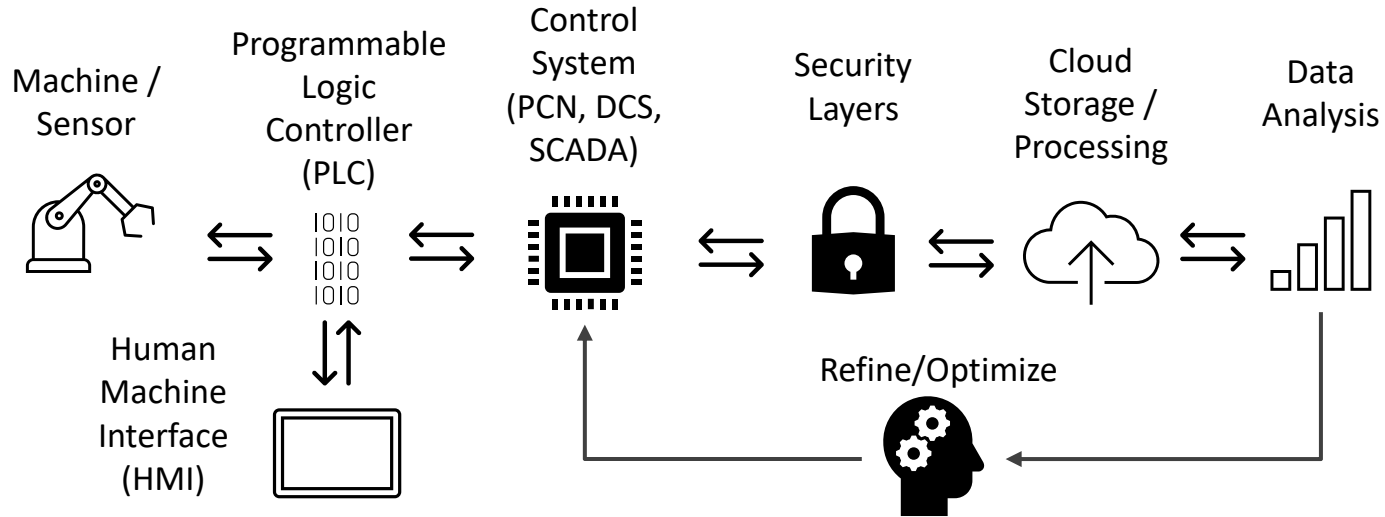 Machine /
Sensor
Programmable
Logic
Controller
(PLC)
Control
System
(PCN, DCS,
SCADA)
Security
Layers
Cloud
Storage /
Processing
Data
Analysis
1010
1010
1010
1010
Human
Machine
Interface
(HMI)
Refine/Optimize